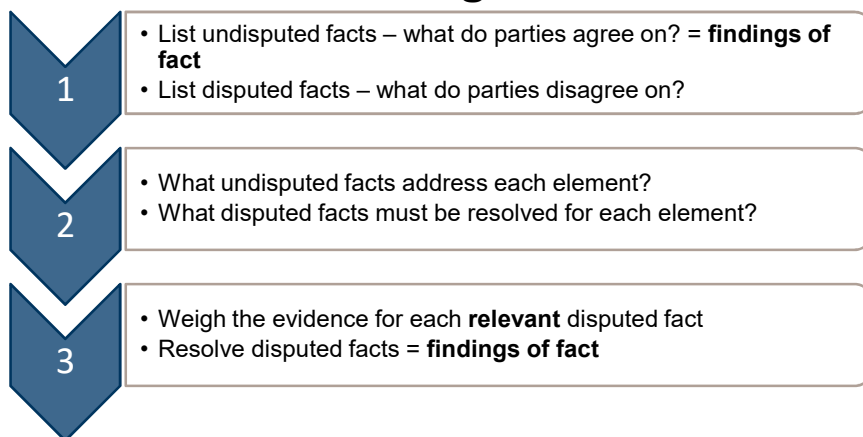 1
• List undisputed facts – what do parties agree on? = findings of
fact
• List disputed facts – what do parties disagree on?
2
• What undisputed facts address each element?
• What disputed facts must be resolved for each element?
3
• Weigh the evidence for each relevant disputed fact
• Resolve disputed facts = findings of fact